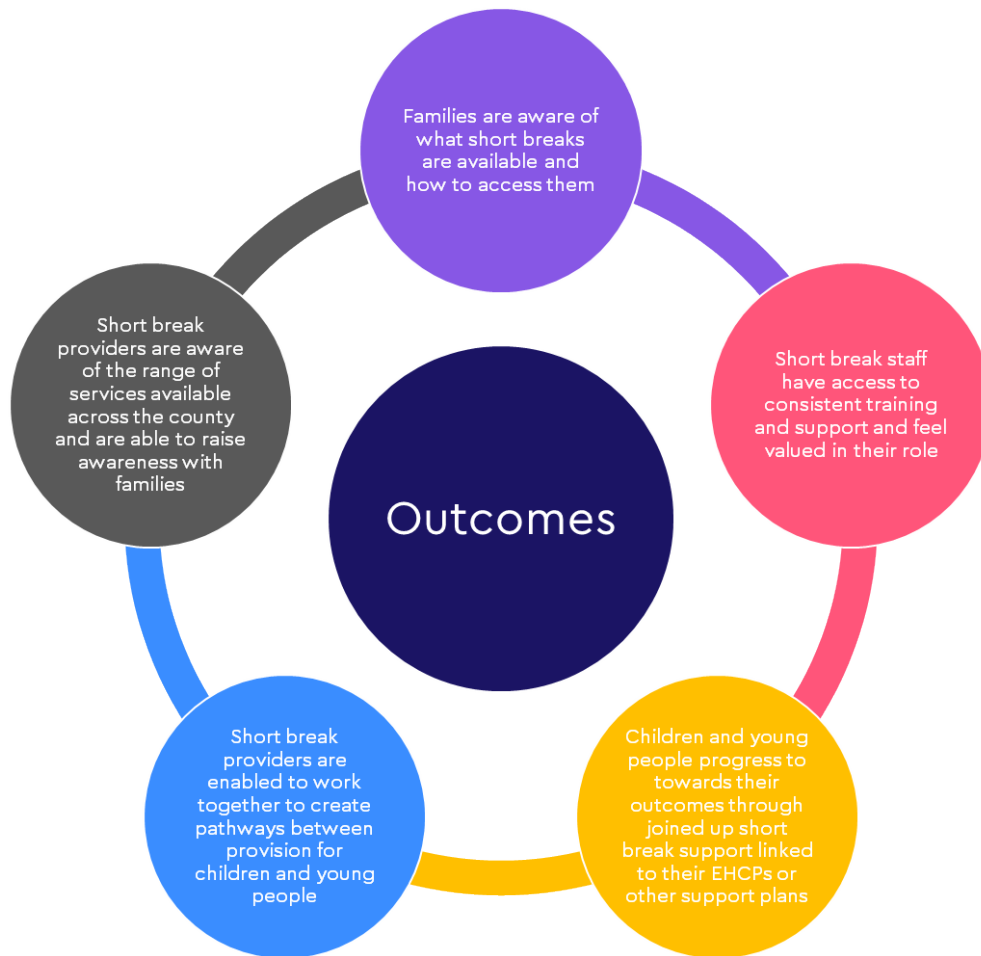 Families are aware of
what short breaks
are available and
how to access them
Short break staff
have access to
consistent training
and support and feel
valued in their role
Children and young
people progress to
towards their
outcomes through
joined up short
break support linked
to their EHCPs or
other support plans
Short break
providers are
enabled to work
together to create
pathways between
provision for
children and young
people
Short break
providers are aware
of the range of
services available
across the county
and are able to raise
awareness with
families
Outcomes